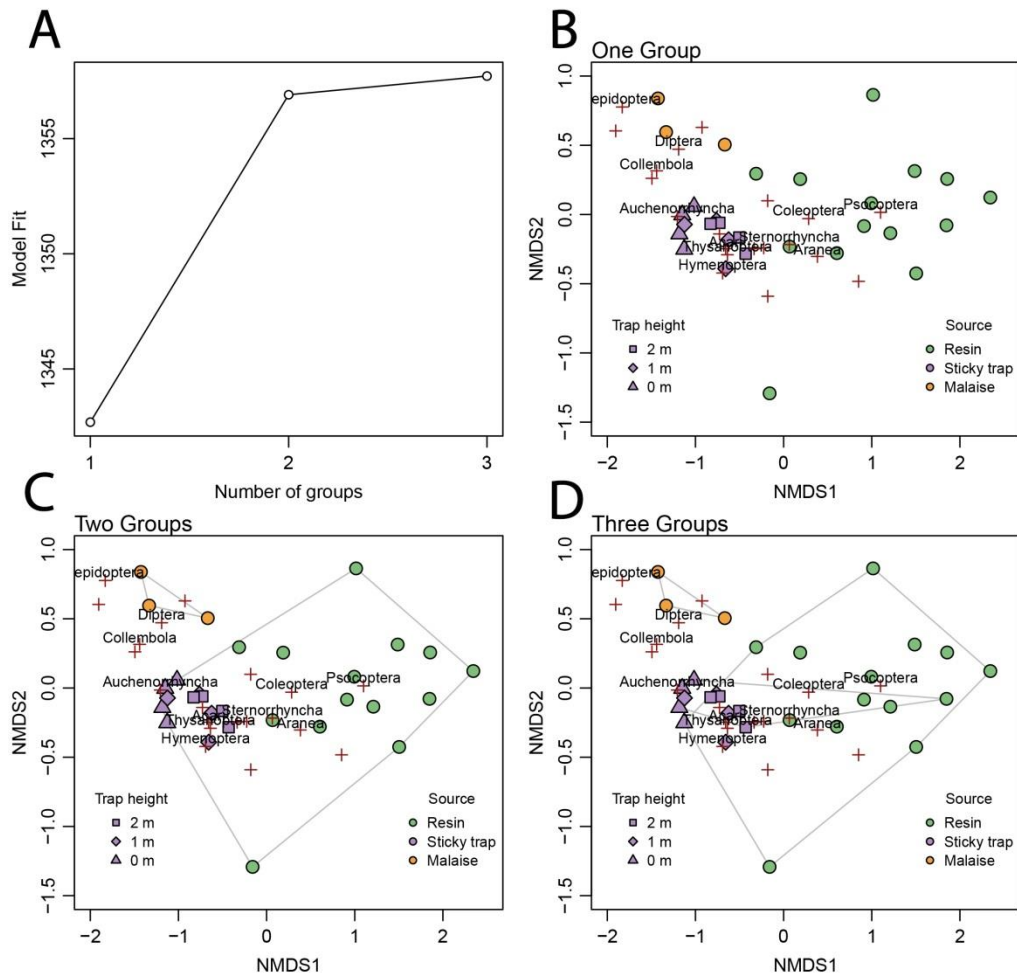 A
1355
1350
1345
Model Fit
1
2
3
Number of groups
B
One Group
1.0
0.5
0.0
−0.5
−1.0
−1.5
NMDS2
epidoptera
Diptera
Collembola
Auchenorrhyncha
Psocoptera
Coleoptera
Sternorrhyncha
Thysanoptera
Aranea
Hymenoptera
Trap height
2 m
1 m
0 m
Source
Resin
Sticky trap
Malaise
−2
−1
0
1
2
NMDS1
C
Two Groups
1.0
0.5
0.0
−0.5
−1.0
−1.5
NMDS2
epidoptera
Diptera
Collembola
Auchenorrhyncha
Psocoptera
Coleoptera
Sternorrhyncha
Thysanoptera
Aranea
Hymenoptera
Trap height
2 m
1 m
0 m
Source
Resin
Sticky trap
Malaise
−2
−1
0
1
2
NMDS1
D
Three Groups
1.0
0.5
0.0
−0.5
−1.0
−1.5
NMDS2
epidoptera
Diptera
Collembola
Auchenorrhyncha
Psocoptera
Coleoptera
Sternorrhyncha
Thysanoptera
Aranea
Hymenoptera
Trap height
2 m
1 m
0 m
Source
Resin
Sticky trap
Malaise
−2
−1
0
1
2
NMDS1